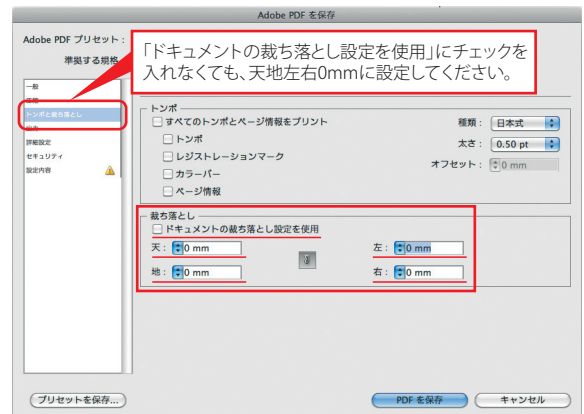 Adobe PDF を保存
Adobe PDF プリセット：
準拠する規格
「ドキュメントの裁ち落とし設定を使用」にチェックを
入れなくても、天地左右0mmに設定してください。
一般
圧縮
トンボと裁ち落とし
出力
詳細設定
セキュリティ
設定内容
トンボ
すべてのトンボとページ情報をプリント
トンボ
レジストレーションマーク
カラーバー
ページ情報
種類： 日本式
太さ： 0.50 pt
オフセット： 0 mm
裁ち落とし
ドキュメントの裁ち落とし設定を使用
天： 0 mm
左： 0 mm
地： 0 mm
右： 0 mm
プリセットを保存...
PDF を保存
キャンセル